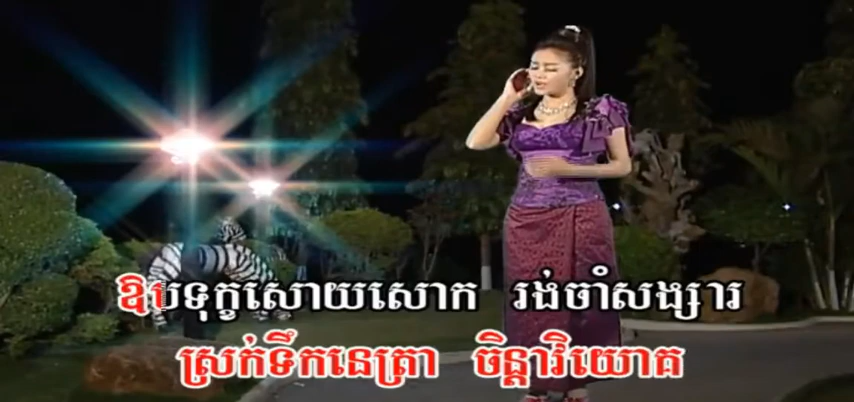 ឱបទុក្ខសោយសោក រង់ចាំសង្សារ
ស្រក់ទឹកនេត្រា ចិន្តាវិយោគ